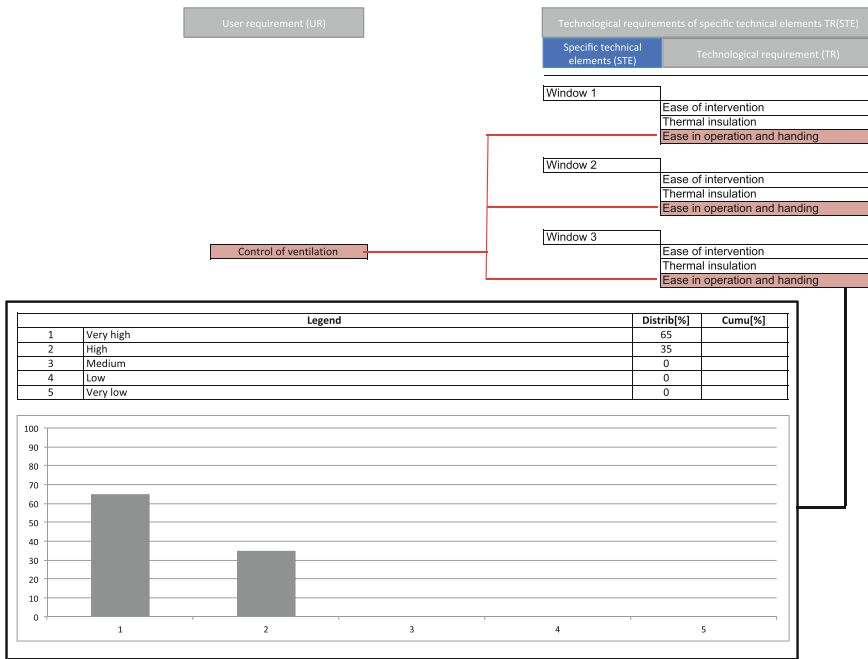 User requirement (UR)
Technological requirements of specific technical elements TR(STE)
Specific technical
elements (STE)
Technological requirement (TR)
Window 1
Ease of intervention
Thermal insulation
Ease in operation and handing
Window 2
Ease of intervention
Thermal insulation
Ease in operation and handing
Window 3
Control of ventilation
Ease of intervention
Thermal insulation
Ease in operation and handing
Legend Distrib[%] Cumu[%]
1 Very high 65
2 High 35
3 Medium 0
4 Low 0
5 Very low 0
100
90
80
70
60
50
40
30
20
10
0
1 2 3 4 5